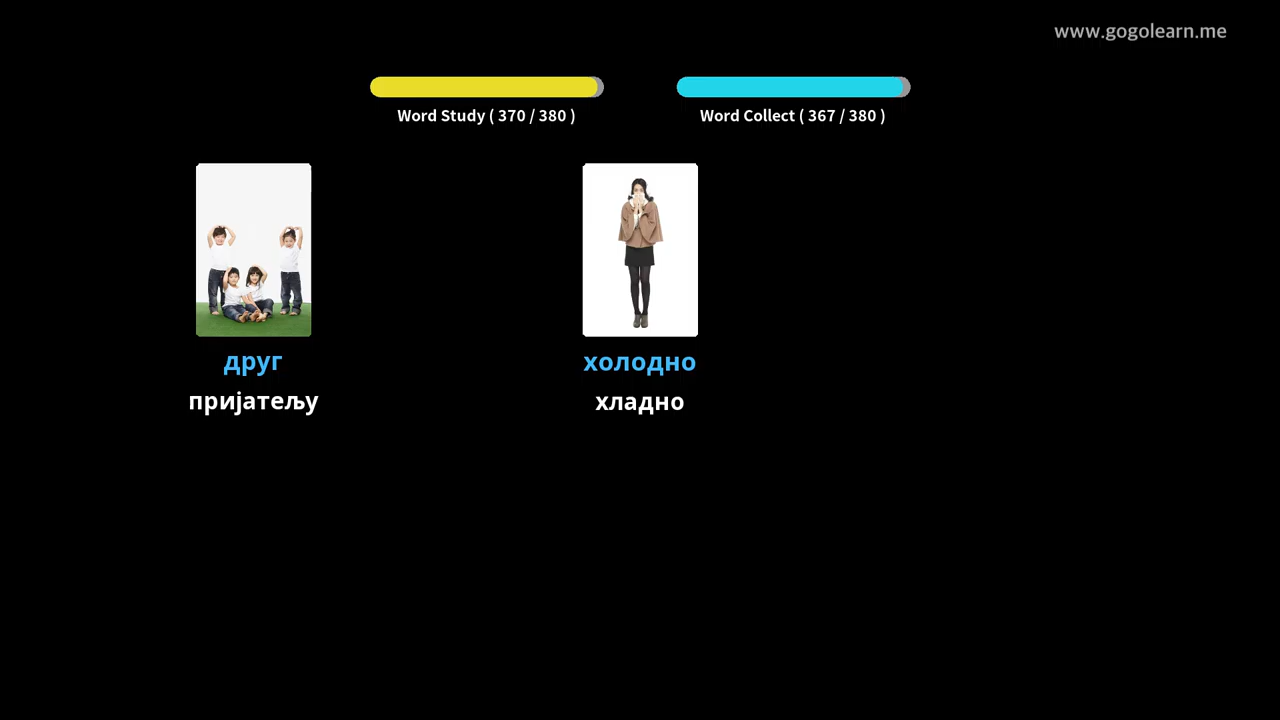 www.gogolearn.me
Word Study ( 370 / 380 )
Word Collect ( 367 / 380 )
друг
пријатељу
холодно
хладно